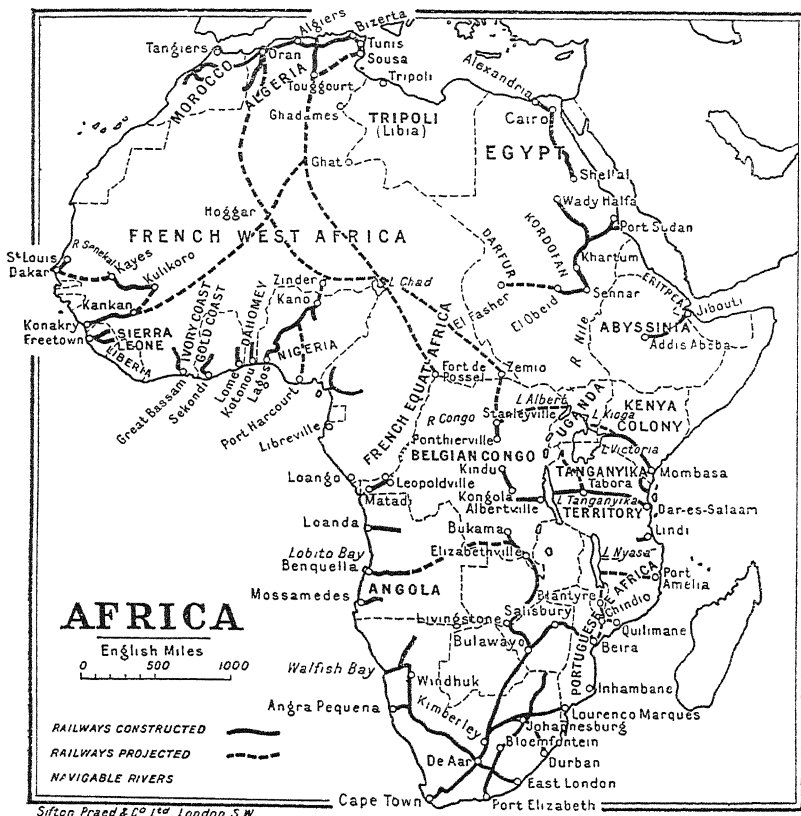 Algiers
Bizerta
Tangiers
Oran
Tunis
Sousa
MOROCCO
ALGERIA
Touggourt
Tripoli
Alexandria
Ghadames
TRIPOLI
(Libia)
Cairo
EGYPT
Ghat
Shellal
Wady Halfa
Hoggar
Port Sudan
FRENCH WEST AFRICA
KORDOFAN
DARFUR
St Louis
R Senekal
Dakar
Kayes
Kulikoro
Khartum
ERITREA
Zinder
L Chad
Kankan
Kano
Sennar
El Fasher
El Obeid
Jibouti
Konakry
Freetown
SIERRA
LEONE
LIBERIA
IVORY COAST
GOLD COAST
DAHOMEY
NIGERIA
R Nile
ABYSSINIA
Addis Abeba
Great Bassam
Sekondi
Lome
Kotonou
Lagos
Port Harcourt
Libreville
FRENCH EQUAT. AFRICA
Fort de
Possel
Zemio
L Albert
UGANDA
L Kioga
KENYA
COLONY
R Congo
Stanleyville
Ponthierville
L Victoria
BELGIAN CONGO
Kindu
TANGANYIKA
Tabora
Mombasa
Loango
Leopoldville
Matad
Kongola
Albertville
L Tanganyika
TERRITORY
Dar-es-Salaam
Loanda
Bukama
Lindi
Lobito Bay
Benquella
Elizabethville
L Nyasa
Port
Amelia
ANGOLA
Mossamedes
Blantyre
Chindio
Livingstone
Salisbury
Quilimane
Bulawayo
Beira
PORTUGUESE E AFRICA
AFRICA
English Miles
0 500 1000
Walfish Bay
Windhuk
Inhambane
Angra Pequena
Kimberley
Lourenco Marques
Johannesburg
Bloemfontein
Durban
De Aar
East London
Cape Town
Port Elizabeth
RAILWAYS CONSTRUCTED
RAILWAYS PROJECTED
NAVIGABLE RIVERS
Sifton Praed & Co Ltd London S.W.